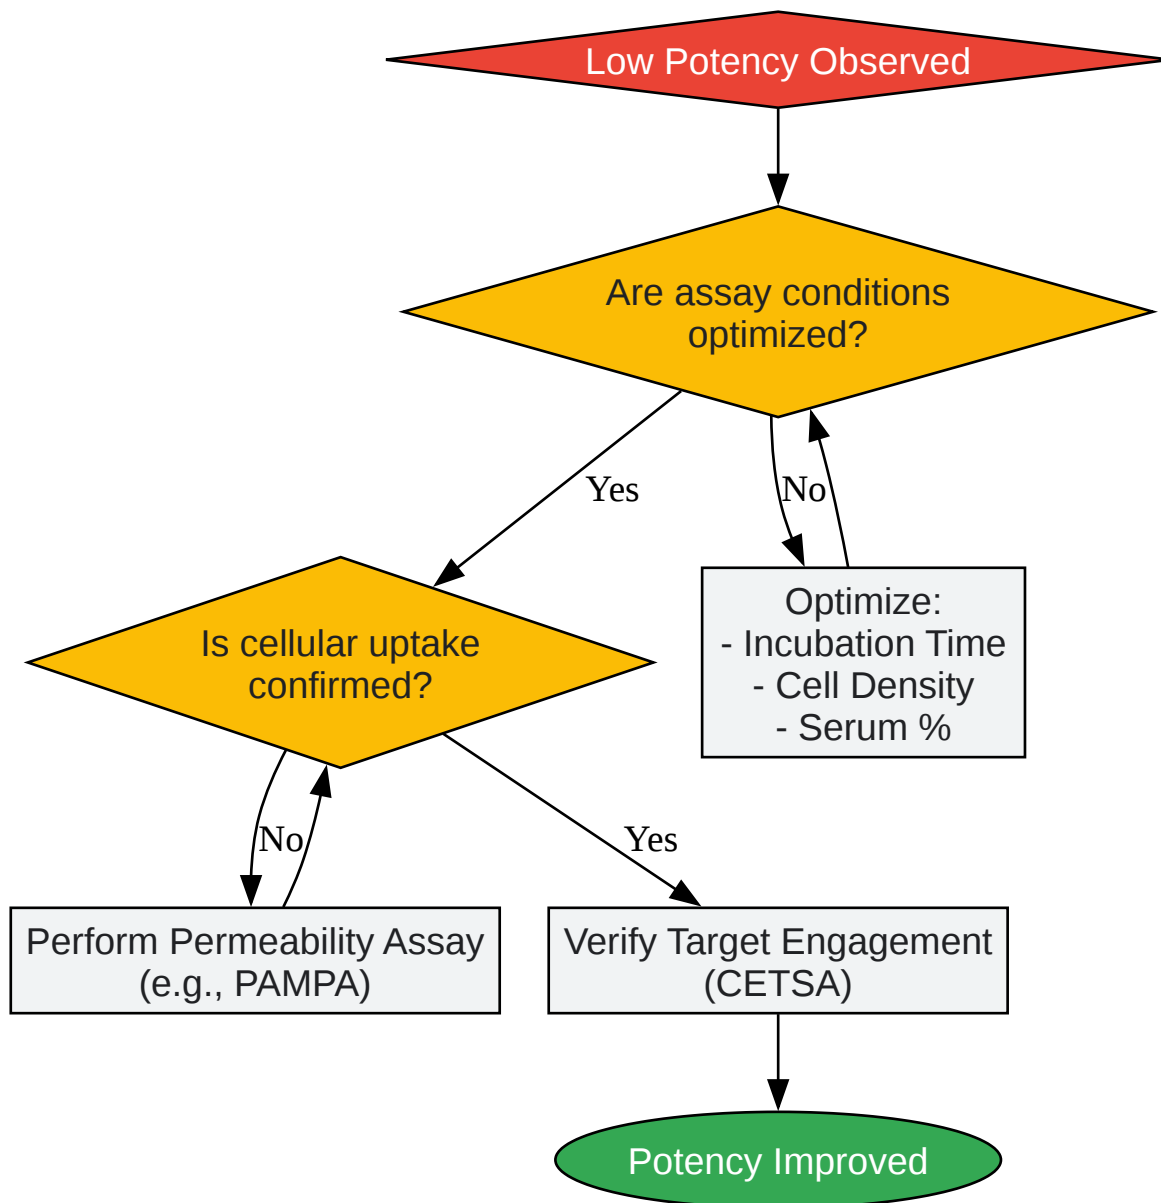 Low Potency Observed
Are assay conditions
optimized?
Yes
No
Optimize:
- Incubation Time
- Cell Density
- Serum %
Is cellular uptake
confirmed?
No
Yes
Perform Permeability Assay
(e.g., PAMPA)
Verify Target Engagement
(CETSA)
Potency Improved